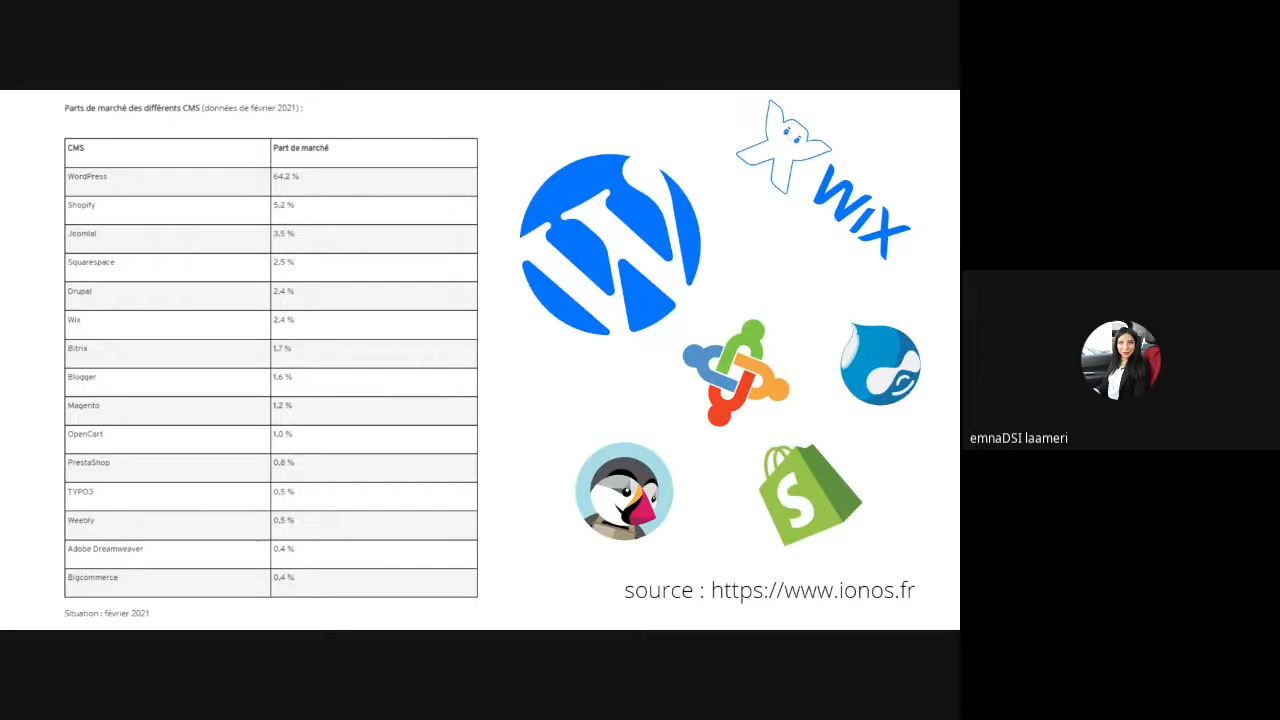 Parts de marché des différents CMS (données de février 2021) :
CMS Part de marché
WordPress 64,2 %
Shopify 5,2 %
Joomla! 3,5 %
Squarespace 2,5 %
Drupal 2,4 %
Wix 2,4 %
Bitrix 1,7 %
Blogger 1,6 %
Magento 1,2 %
OpenCart 1,0 %
PrestaShop 0,8 %
TYPO3 0,5 %
Weebly 0,5 %
Adobe Dreamweaver 0,4 %
Bigcommerce 0,4 %
Situation : février 2021
WiX
source : https://www.ionos.fr
emnaDSI laameri